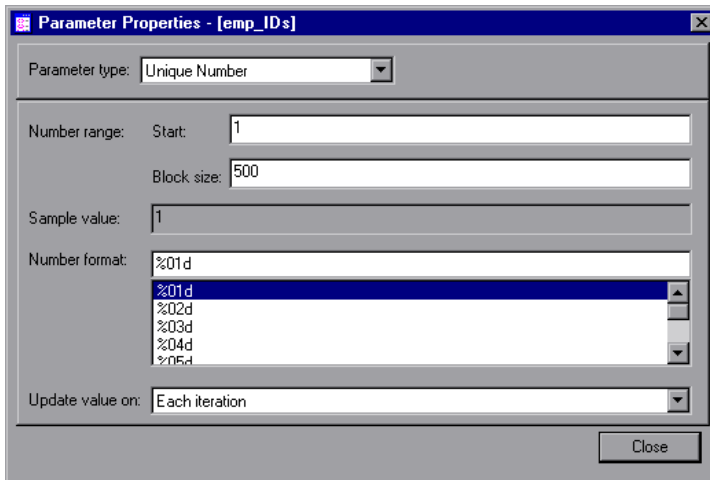 Parameter Properties - [emp_IDs]
Parameter type: Unique Number
Number range: Start: 1
Block size: 500
Sample value: 1
Number format: %01d
%01d
%02d
%03d
%04d
%05d
Update value on: Each iteration
Close